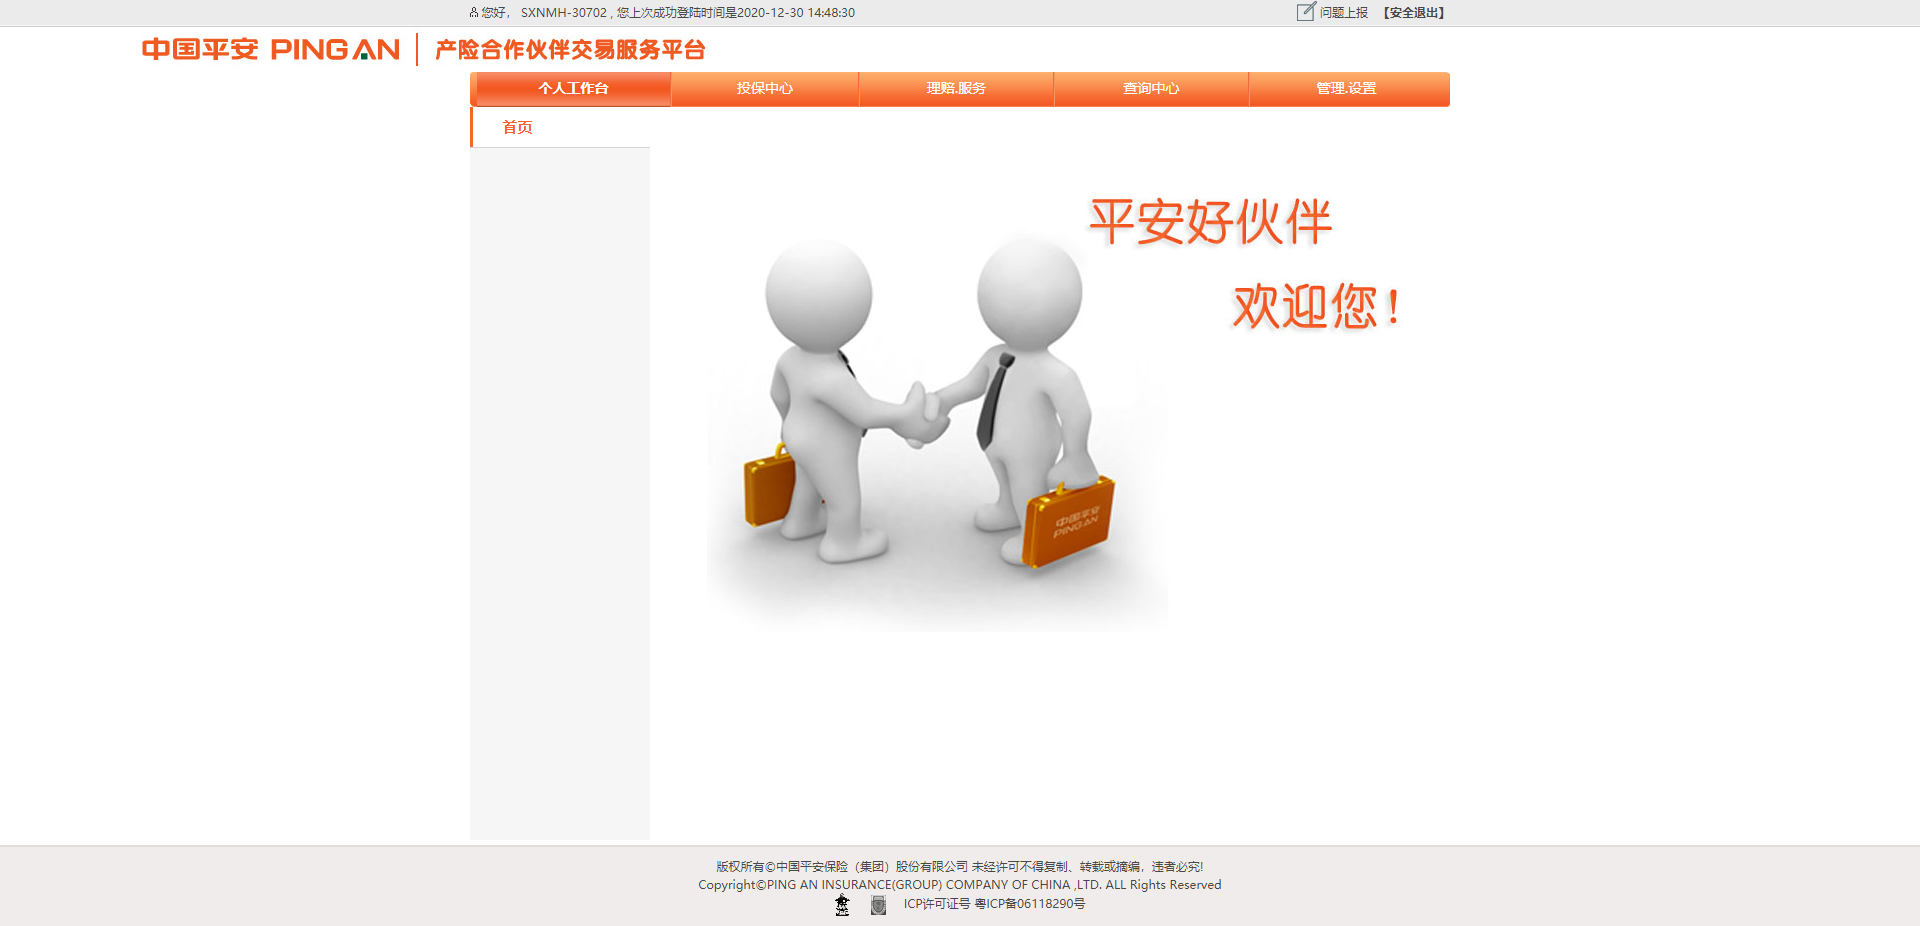 您好， SXNMH-30702 , 您上次成功登陆时间是2020-12-30 14:48:30
问题上报 【安全退出】
中国平安 PING AN 产险合作伙伴交易服务平台
个人工作台 投保中心 理赔.服务 查询中心 管理.设置
首页
平安好伙伴
欢迎您!
中国平安
PING AN
版权所有©中国平安保险（集团）股份有限公司 未经许可不得复制、转载或摘编，违者必究!
Copyright©PING AN INSURANCE(GROUP) COMPANY OF CHINA ,LTD. ALL Rights Reserved
ICP许可证号 粤ICP备06118290号